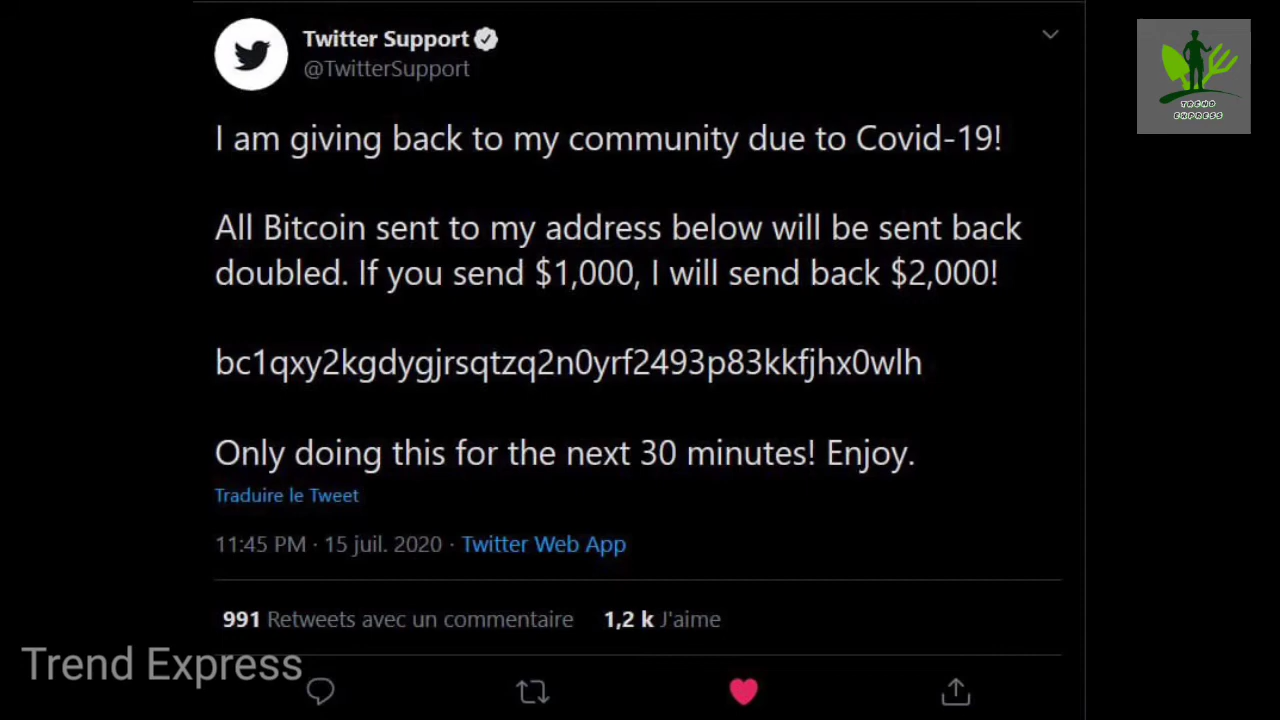 Twitter Support
@TwitterSupport
TREND
EXPRESS
I am giving back to my community due to Covid-19!
All Bitcoin sent to my address below will be sent back
doubled. If you send $1,000, I will send back $2,000!
bc1qxy2kgdygjrsqtzq2n0yrf2493p83kkfjhx0wlh
Only doing this for the next 30 minutes! Enjoy.
Traduire le Tweet
11:45 PM · 15 juil. 2020 · Twitter Web App
991 Retweets avec un commentaire 1,2 k J'aime
Trend Express